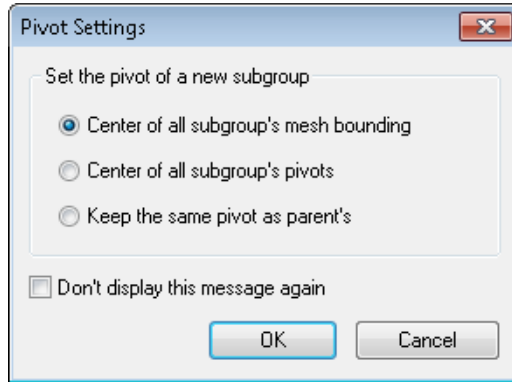 Pivot Settings
Set the pivot of a new subgroup
Center of all subgroup's mesh bounding
Center of all subgroup's pivots
Keep the same pivot as parent's
Don't display this message again
OK Cancel